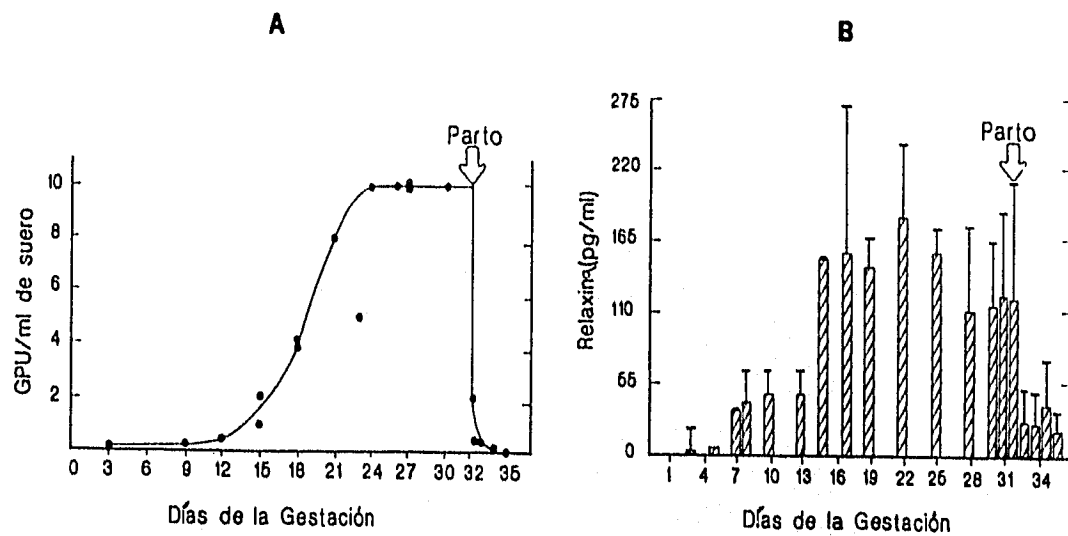 A
Parto
GPU/ml de suero
10
8
6
4
2
0 3 6 9 12 15 18 21 24 27 30 32 35
Días de la Gestación
B
Parto
Relaxina(pg/ml)
275
220
165
110
65
0
1 4 7 10 13 16 19 22 25 28 31 34
Días de la Gestación